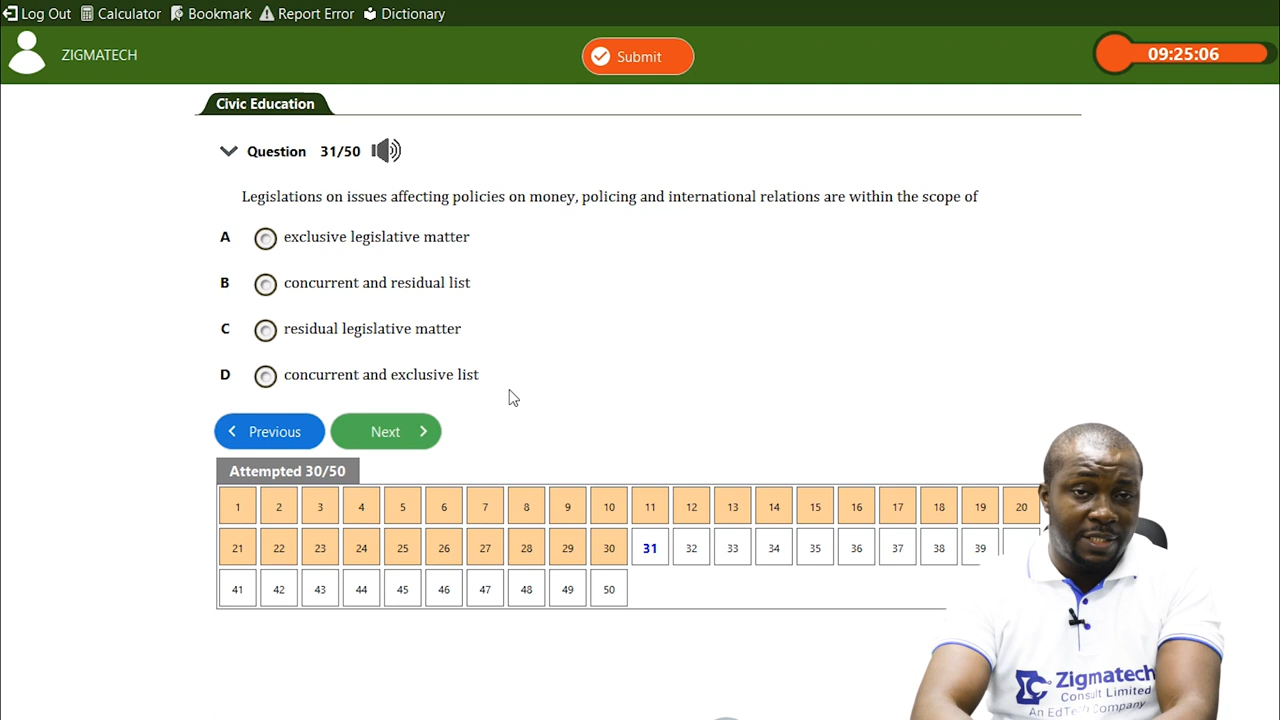 Log Out Calculator Bookmark Report Error Dictionary
ZIGMATECH
Submit
09:25:06
Civic Education
Question 31/50
Legislations on issues affecting policies on money, policing and international relations are within the scope of
A exclusive legislative matter
B concurrent and residual list
C residual legislative matter
D concurrent and exclusive list
Previous Next
Attempted 30/50
1 2 3 4 5 6 7 8 9 10 11 12 13 14 15 16 17 18 19 20
21 22 23 24 25 26 27 28 29 30 31 32 33 34 35 36 37 38 39
41 42 43 44 45 46 47 48 49 50
Zigmatech
Consult Limited
An EdTech Company